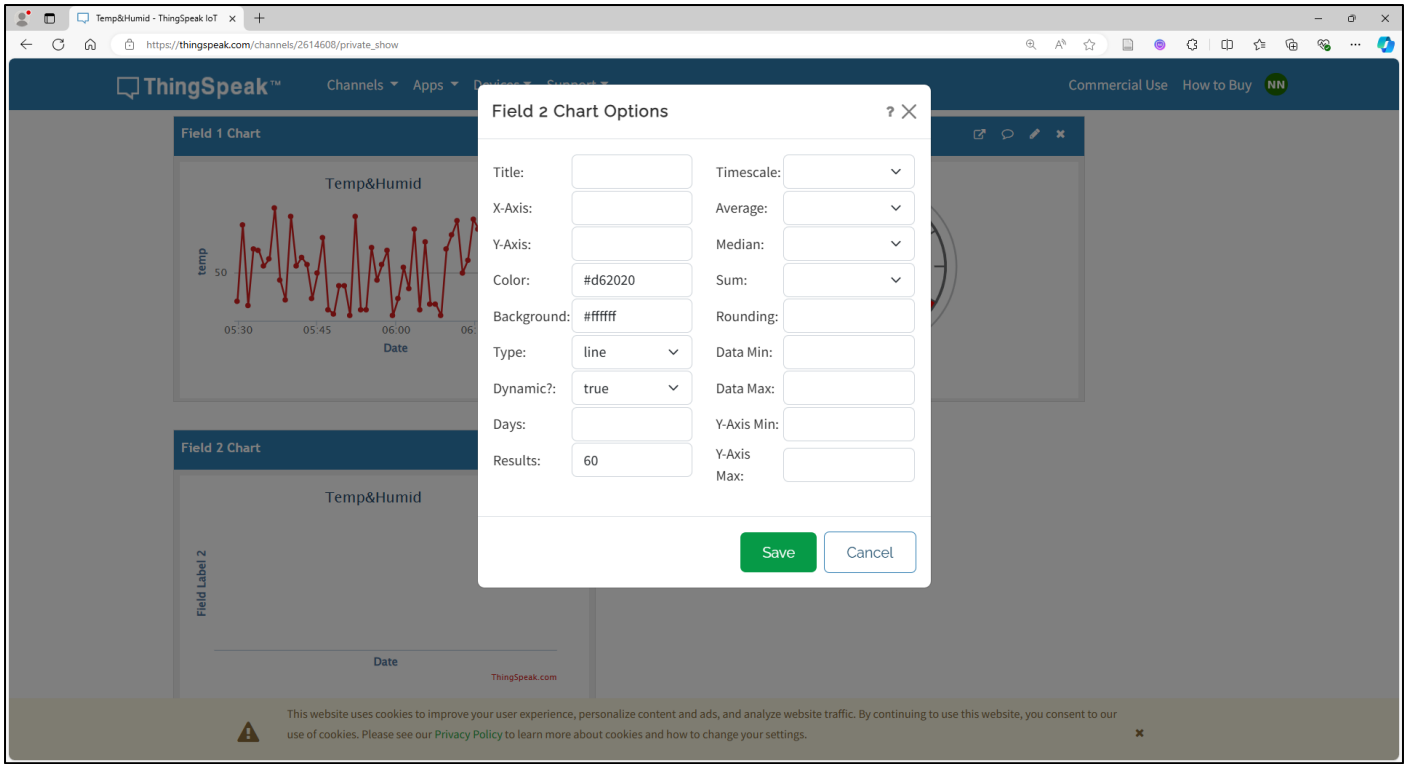 Temp&Humid - ThingSpeak IoT
https://thingspeak.com/channels/2614608/private_show
ThingSpeak™
Channels
Apps
Devices
Support
Commercial Use
How to Buy
NN
Field 1 Chart
Temp&Humid
temp
50
05:30
05:45
06:00
06:
Date
Field 2 Chart
Temp&Humid
Field Label 2
Date
ThingSpeak.com
Field 2 Chart Options
?
Title:
X-Axis:
Y-Axis:
Color: #d62020
Background: #ffffff
Type: line
Dynamic?: true
Days:
Results: 60
Timescale:
Average:
Median:
Sum:
Rounding:
Data Min:
Data Max:
Y-Axis Min:
Y-Axis
Max:
Save
Cancel
This website uses cookies to improve your user experience, personalize content and ads, and analyze website traffic. By continuing to use this website, you consent to our
use of cookies. Please see our Privacy Policy to learn more about cookies and how to change your settings.